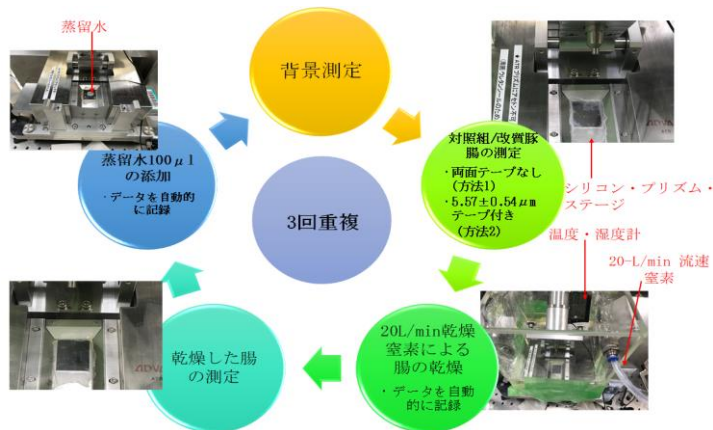 蒸留水
背景測定
対照組/改質豚
腸の測定
・両面テープなし
（方法1）
・5.57±0.54μm
テープ付き
（方法2）
シリコン・プリズム・
ステージ
温度・湿度計
20-L/min 流速
窒素
20L/min乾燥
窒素による
腸の乾燥
・データを自動
的に記録
乾燥した腸
の測定
蒸留水100μl
の添加
・データを自動的
に記録
3回重複